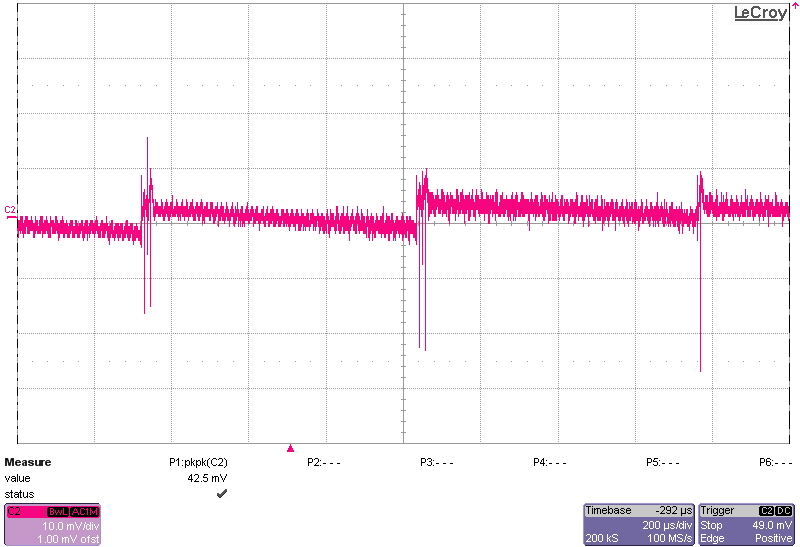 LeCroy
C2
Measure P1:pkpk(C2) P2:- - - P3:- - - P4:- - - P5:- - - P6:- - -
value 42.5 mV
status ✔
C2 BwL AC1M
10.0 mV/div
1.00 mV ofst
Timebase -292 µs
200 µs/div
200 kS 100 MS/s
Trigger C2 DC
Stop 49.0 mV
Edge Positive